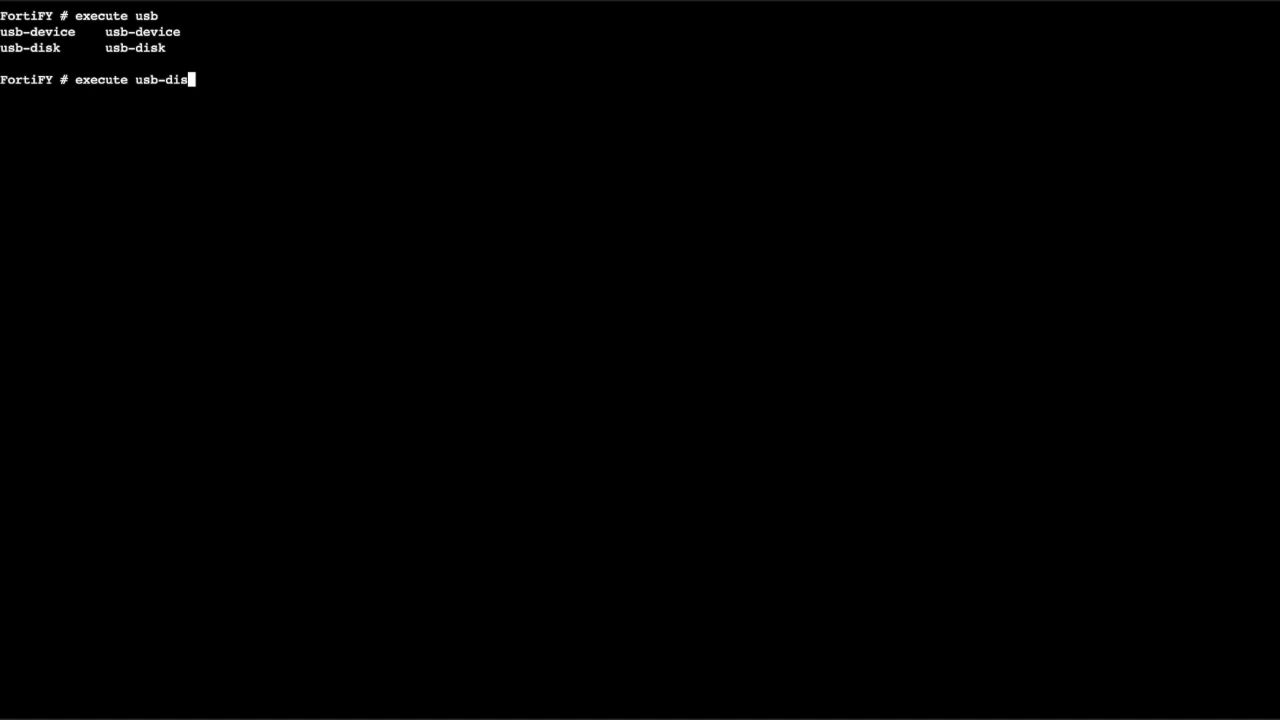 FortiFY # execute usb
usb-device    usb-device
usb-disk      usb-disk
FortiFY # execute usb-dis